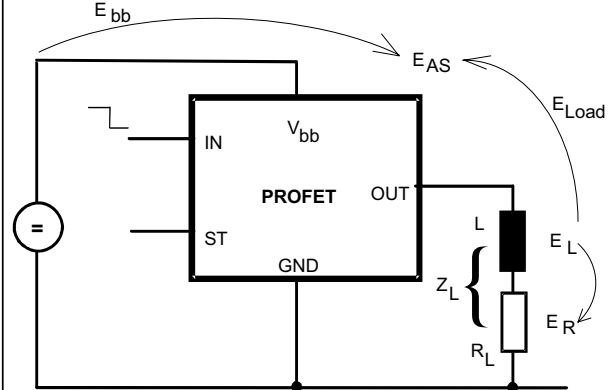 E bb
E AS
E Load
V bb
IN
PROFET
OUT
=
ST
L
E L
GND
Z L
{
E R
R L